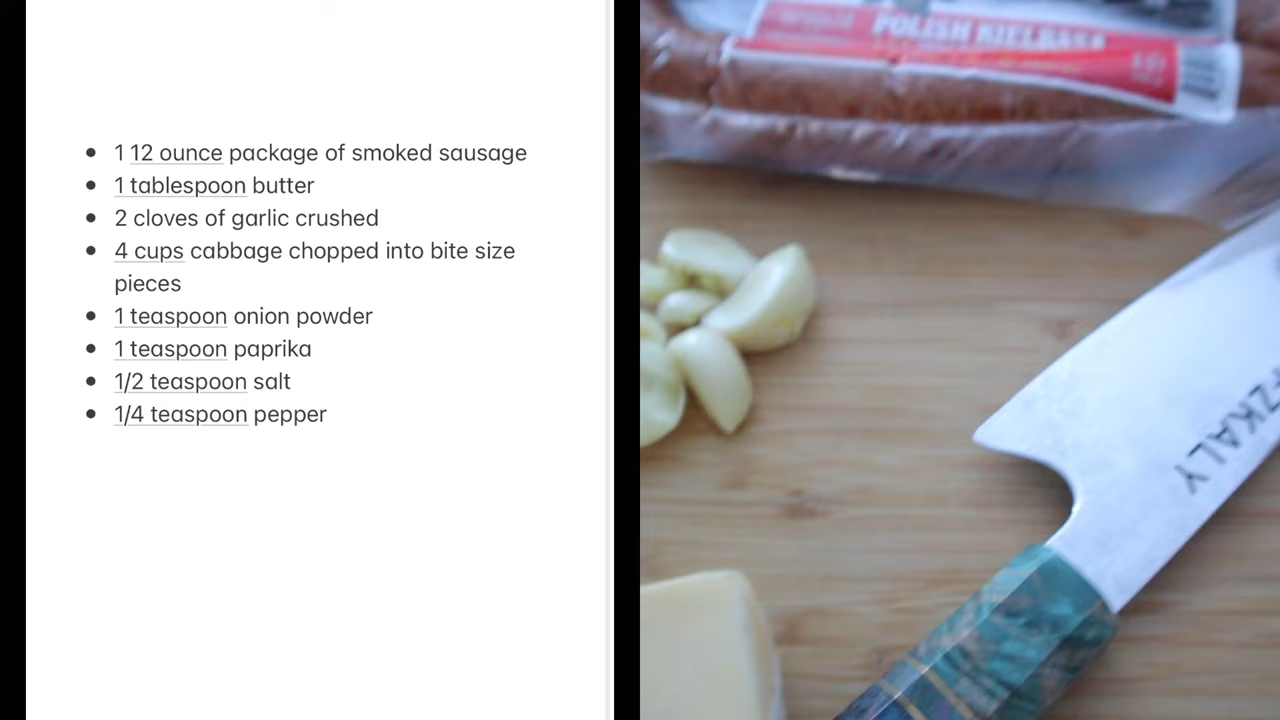 1 12 ounce package of smoked sausage
1 tablespoon butter
2 cloves of garlic crushed
4 cups cabbage chopped into bite size
pieces
1 teaspoon onion powder
1 teaspoon paprika
1/2 teaspoon salt
1/4 teaspoon pepper
POLISH KIELBASA
ZKALY